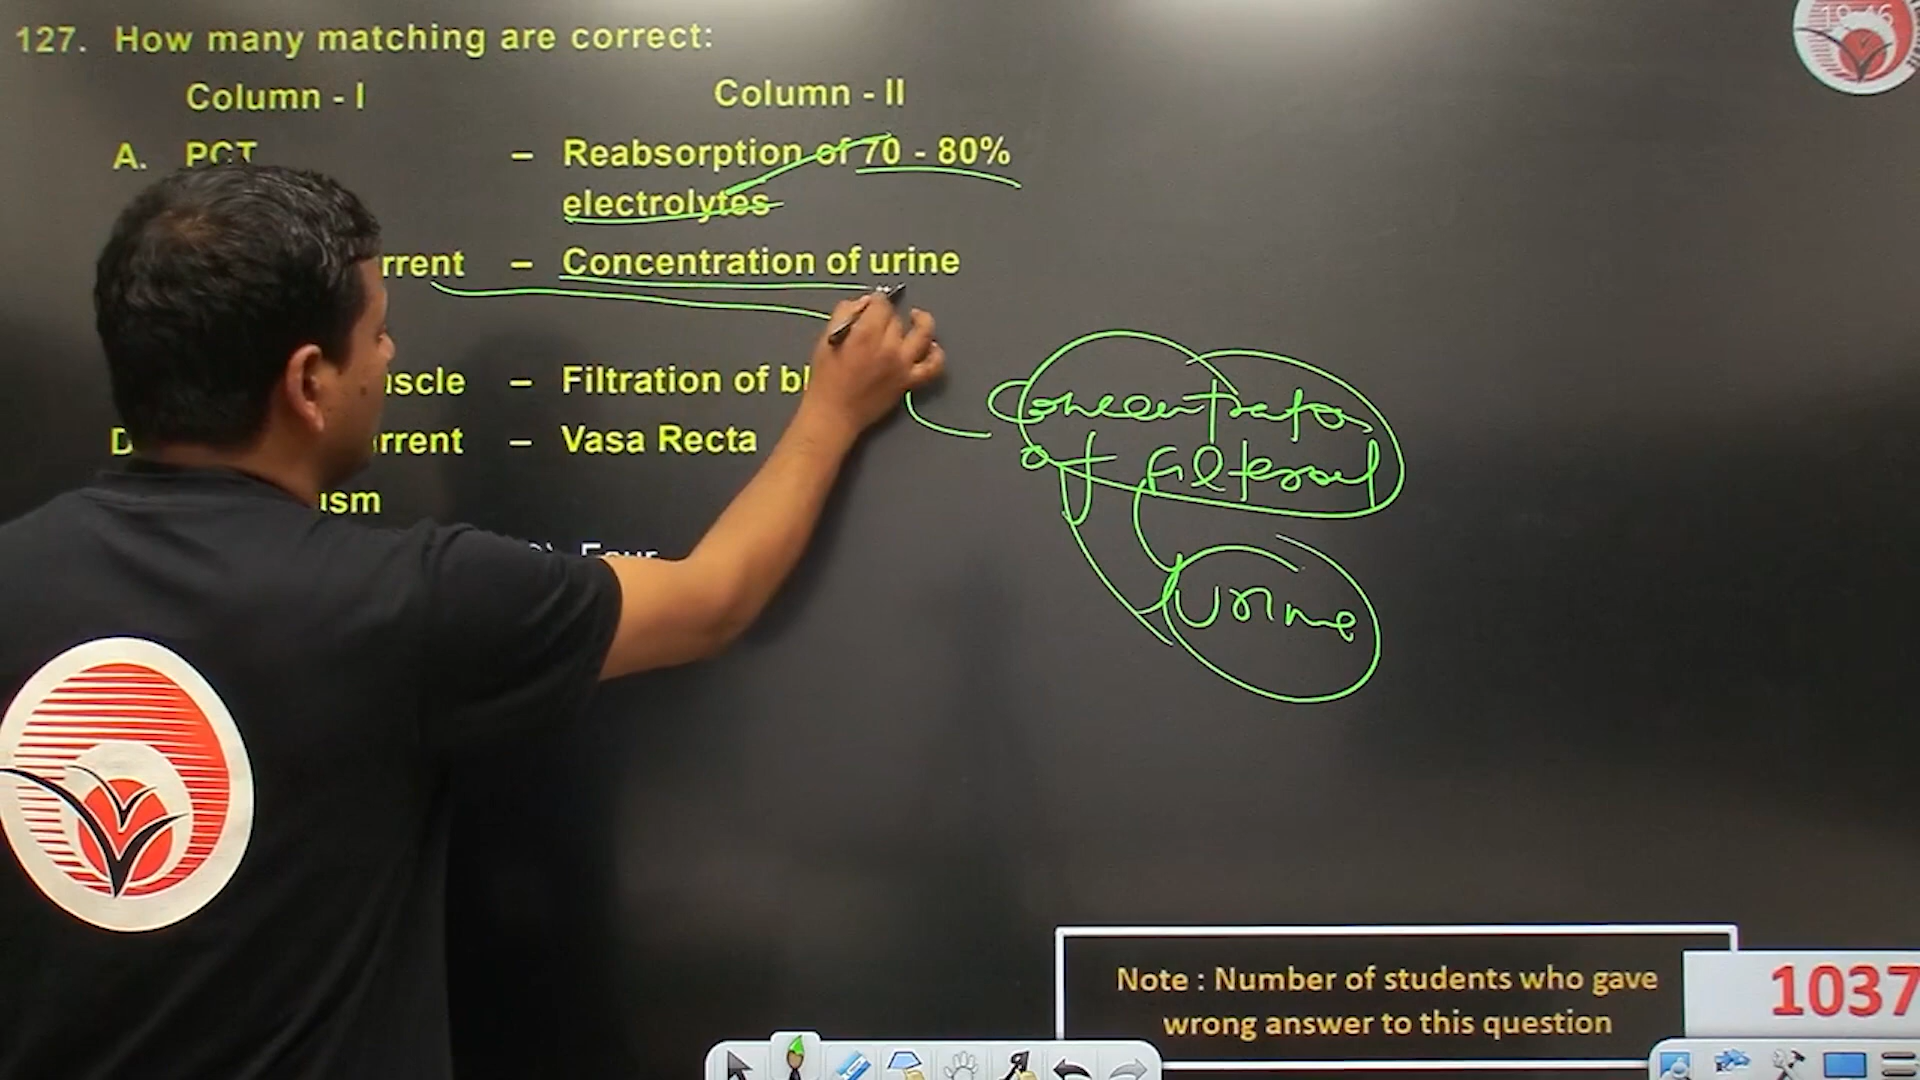 127. How many matching are correct:
Column - I Column - II
A. PCT – Reabsorption of 70 - 80%
electrolytes
rrent – Concentration of urine
scle – Filtration of bl
D rrent – Vasa Recta
ism
Four
Concentration
of filtrat
Urine
Note : Number of students who gave
wrong answer to this question
1037